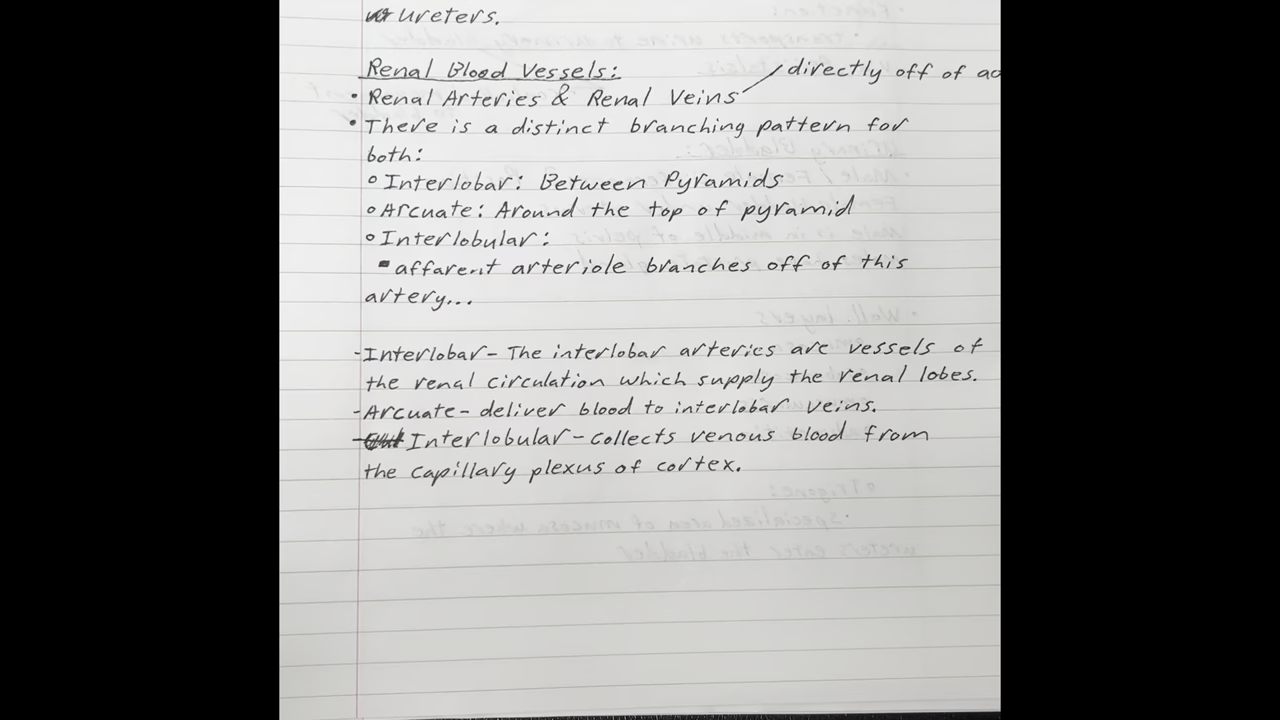 ureters.
directly off of ao
Renal Blood Vessels:
• Renal Arteries & Renal Veins
• There is a distinct branching pattern for
both:
o Interlobar: Between Pyramids
o Arcuate: Around the top of pyramid
o Interlobular:
▪ affarent arteriole branches off of this
artery...
- Interlobar - The interlobar arteries are vessels of
the renal circulation which supply the renal lobes.
- Arcuate - deliver blood to interlobar veins.
- Interlobular - collects venous blood from
the capillary plexus of cortex.